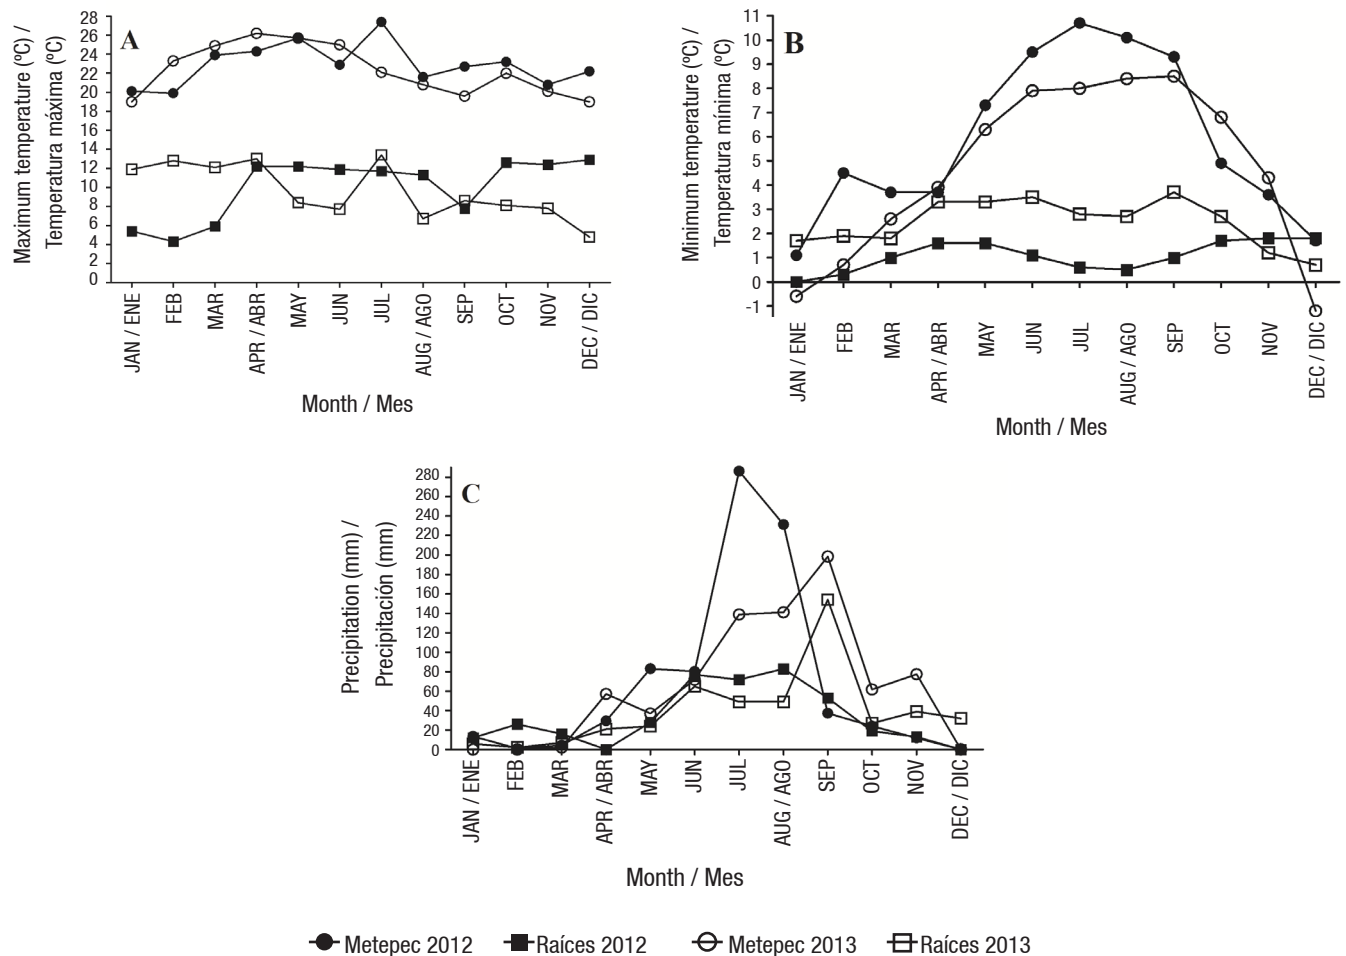 A
Maximum temperature (ºC) /
Temperatura máxima (ºC)
28
26
24
22
20
18
16
14
12
10
8
6
4
2
0
JAN / ENE
FEB
MAR
APR / ABR
MAY
JUN
JUL
AUG / AGO
SEP
OCT
NOV
DEC / DIC
Month / Mes
B
Minimum temperature (ºC) /
Temperatura mínima (ºC)
11
10
9
8
7
6
5
4
3
2
1
0
-1
JAN / ENE
FEB
MAR
APR / ABR
MAY
JUN
JUL
AUG / AGO
SEP
OCT
NOV
DEC / DIC
Month / Mes
C
Precipitation (mm) /
Precipitación (mm)
280
260
240
220
200
180
160
140
120
100
80
60
40
20
0
JAN / ENE
FEB
MAR
APR / ABR
MAY
JUN
JUL
AUG / AGO
SEP
OCT
NOV
DEC / DIC
Month / Mes
Metepec 2012 Raíces 2012 Metepec 2013 Raíces 2013